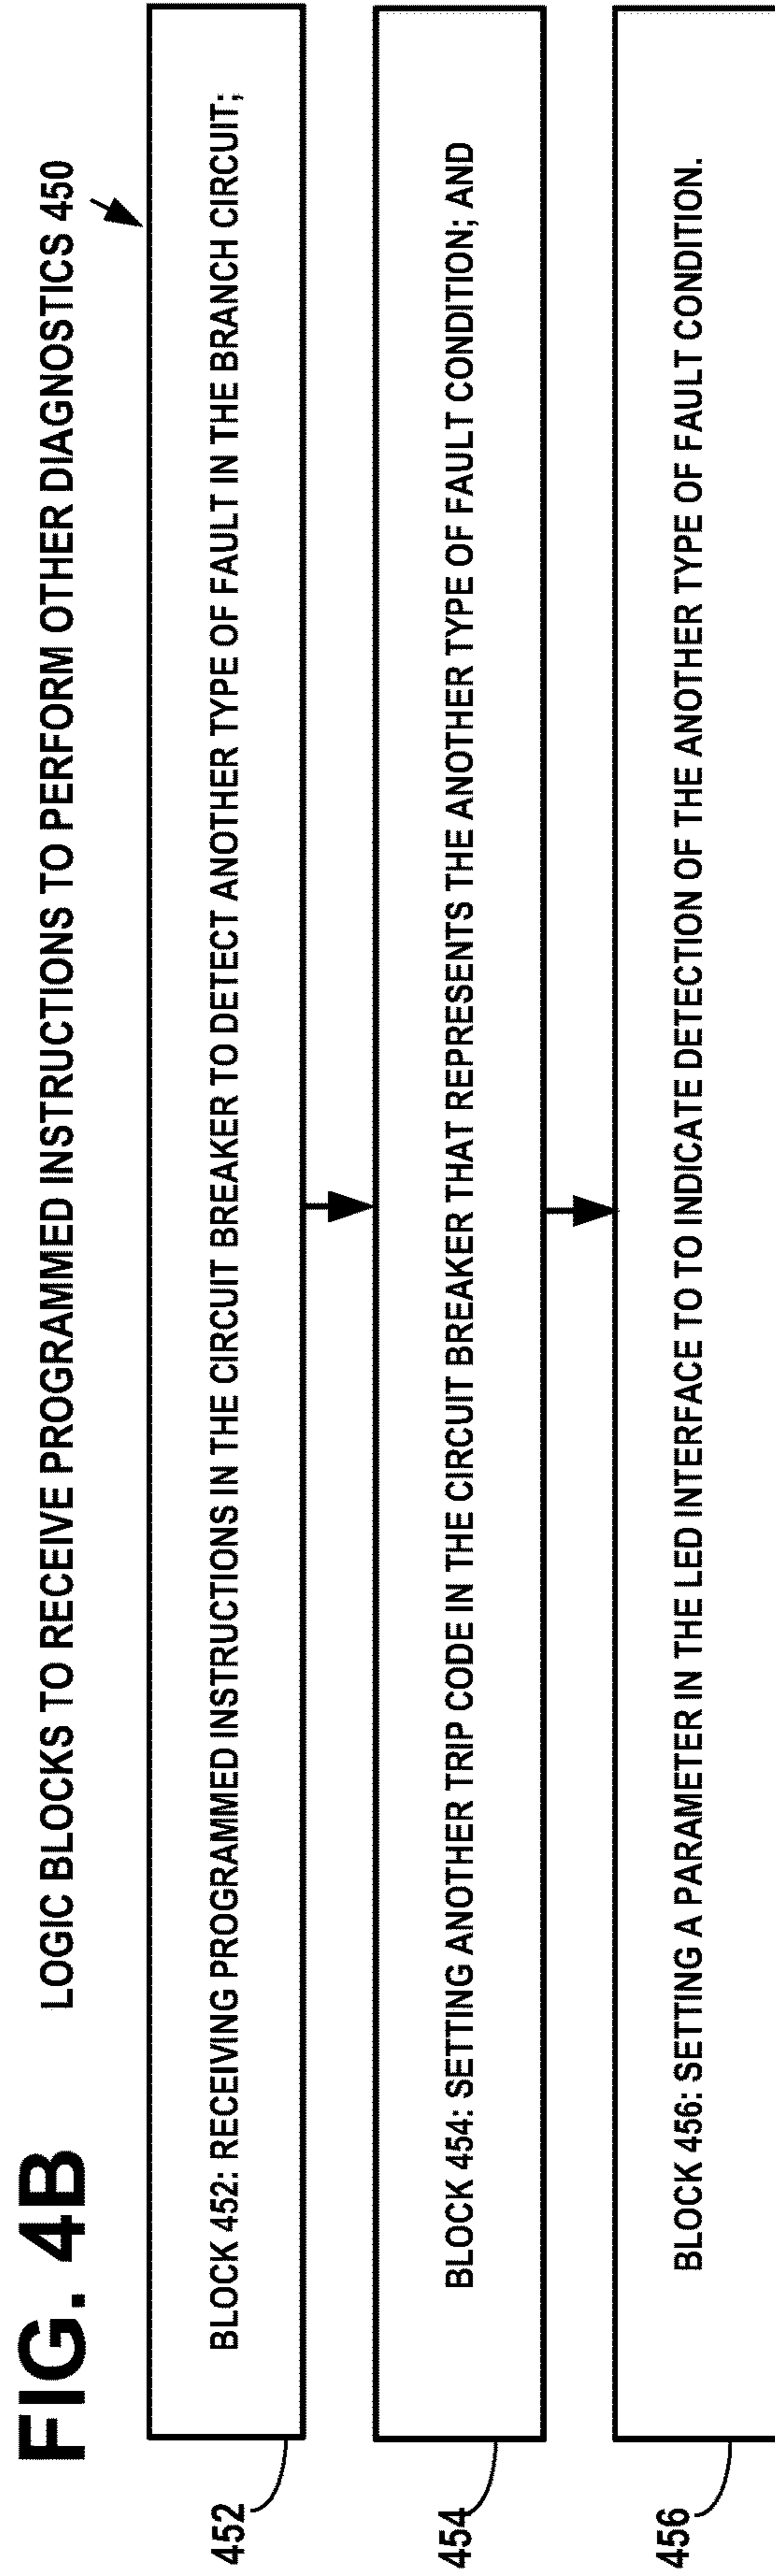 FIG. 4B
LOGIC BLOCKS TO RECEIVE PROGRAMMED INSTRUCTIONS TO PERFORM OTHER DIAGNOSTICS 450
452
BLOCK 452: RECEIVING PROGRAMMED INSTRUCTIONS IN THE CIRCUIT BREAKER TO DETECT ANOTHER TYPE OF FAULT IN THE BRANCH CIRCUIT;
454
BLOCK 454: SETTING ANOTHER TRIP CODE IN THE CIRCUIT BREAKER THAT REPRESENTS THE ANOTHER TYPE OF FAULT CONDITION; AND
456
BLOCK 456: SETTING A PARAMETER IN THE LED INTERFACE TO TO INDICATE DETECTION OF THE ANOTHER TYPE OF FAULT CONDITION.